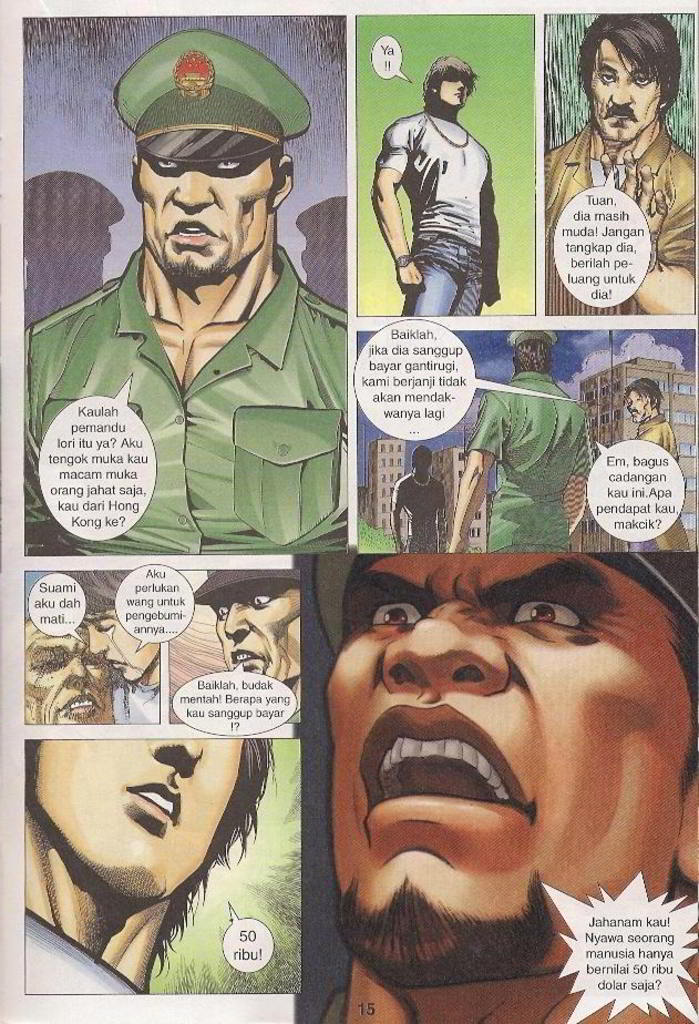 Kaulah
pemandu
lori itu ya? Aku
tengok muka kau
macam muka
orang jahat saja,
kau dari Hong
Kong ke?
Ya
!!
Tuan,
dia masih
muda! Jangan
tangkap dia,
berilah pe-
luang untuk
dia!
Baiklah,
jika dia sanggup
bayar gantirugi,
kami berjanji tidak
akan mendak-
wanya lagi
...
Em, bagus
cadangan
kau ini.Apa
pendapat kau,
makcik?
Suami
aku dah
mati...
Aku
perlukan
wang untuk
pengebumi-
annya....
Baiklah, budak
mentah! Berapa yang
kau sanggup bayar
!?
50
ribu!
Jahanam kau!
Nyawa seorang
manusia hanya
bernilai 50 ribu
dolar saja?
15